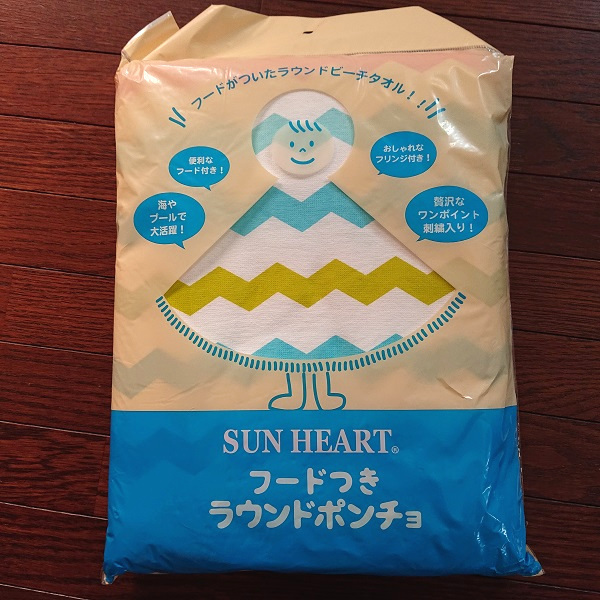 フードがついたラウンドビーチタオル！！
便利な
フード付き！
おしゃれな
フリンジ付き！
海や
プールで
大活躍！
贅沢な
ワンポイント
刺繍入り！
SUN HEART®
フードつき
ラウンドポンチョ